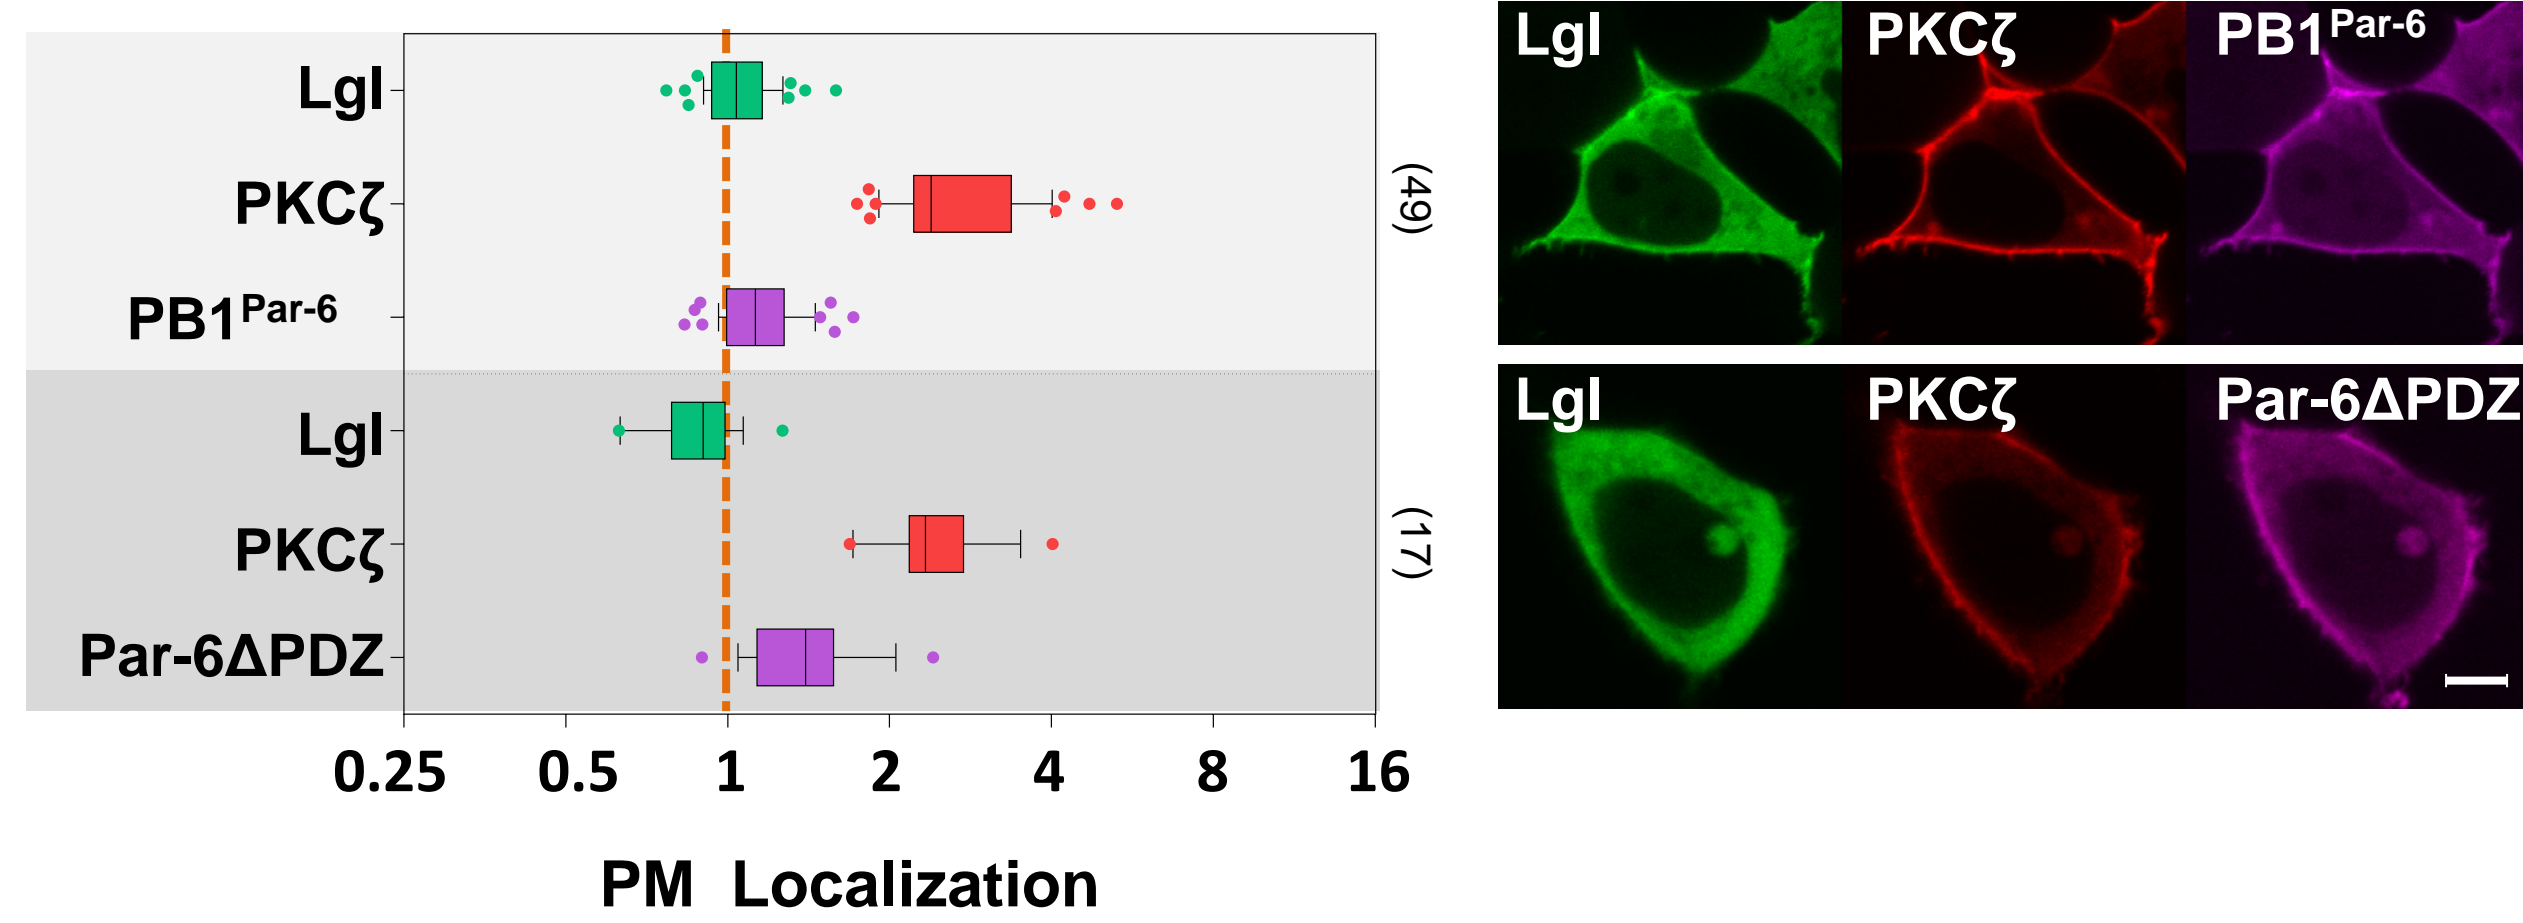 Lgl
PKCζ
PB1Par-6
(49)
Lgl
PKCζ
Par-6ΔPDZ
(17)
0.25 0.5 1 2 4 8 16
PM Localization
Lgl PKCζ PB1Par-6
Lgl PKCζ Par-6ΔPDZ